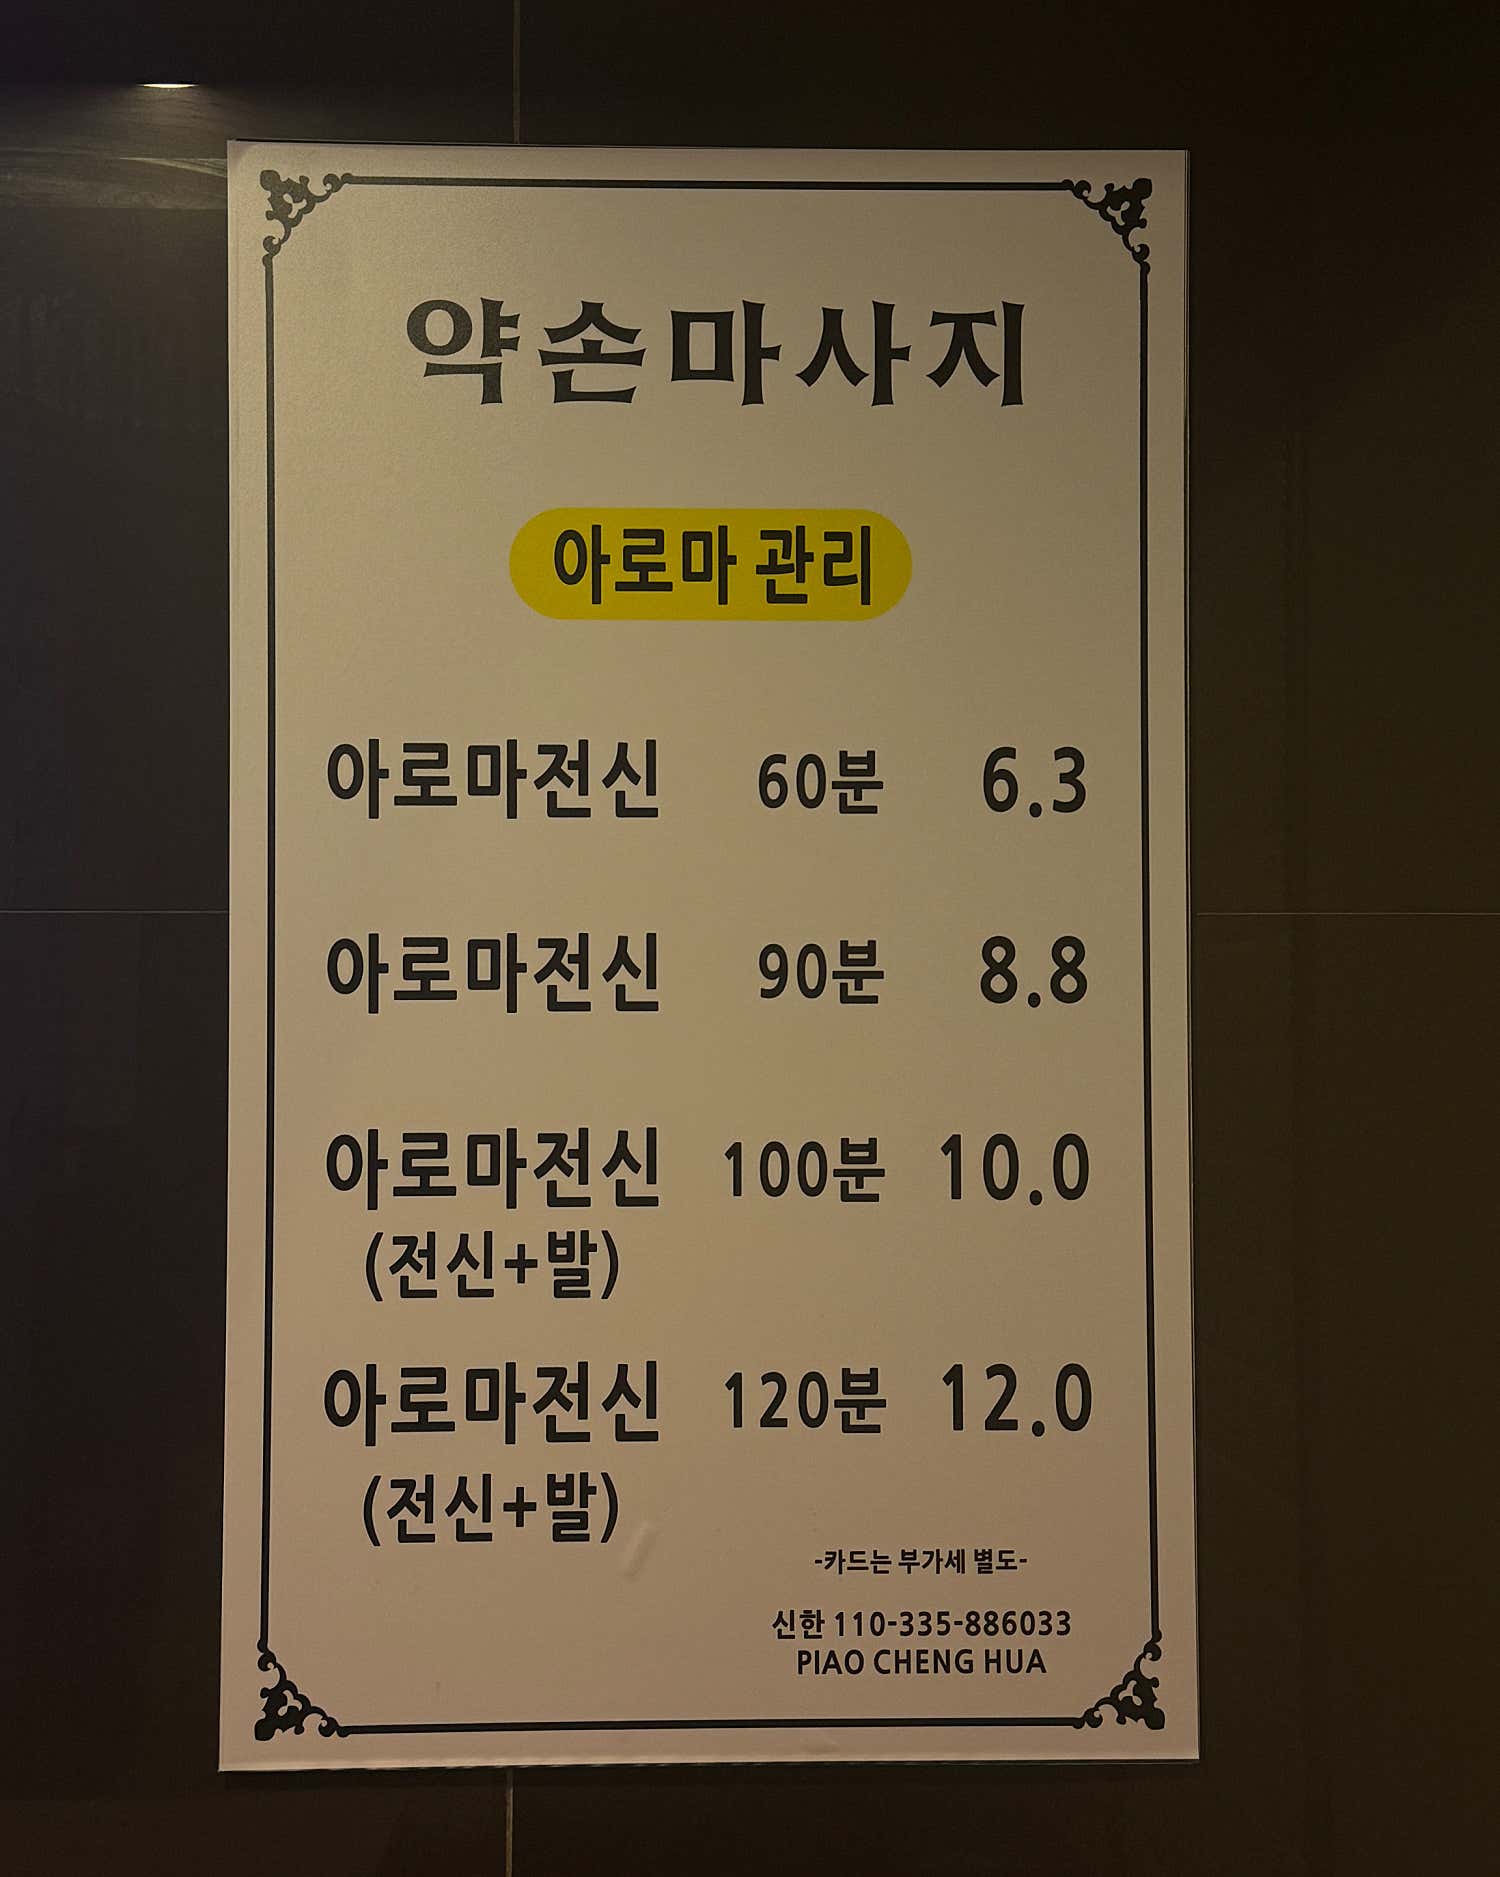 약손마사지
아로마 관리
아로마전신 60분 6.3
아로마전신 90분 8.8
아로마전신 100분 10.0
(전신+발)
아로마전신 120분 12.0
(전신+발)
-카드는 부가세 별도-
신한 110-335-886033
PIAO CHENG HUA